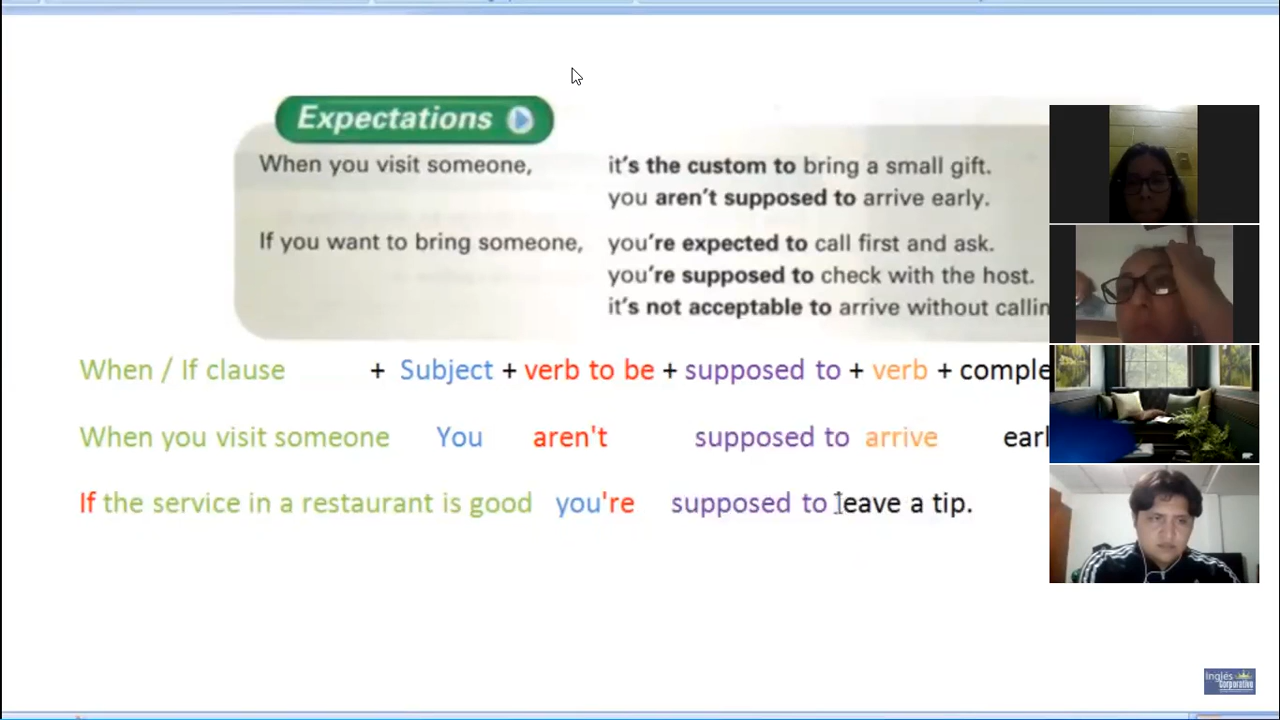 Expectations
When you visit someone, it's the custom to bring a small gift.
you aren't supposed to arrive early.
If you want to bring someone, you're expected to call first and ask.
you're supposed to check with the host.
it's not acceptable to arrive without callin
When / If clause + Subject + verb to be + supposed to + verb + comple
When you visit someone You aren't supposed to arrive earl
If the service in a restaurant is good you're supposed to leave a tip.
Inglés
Corporativo